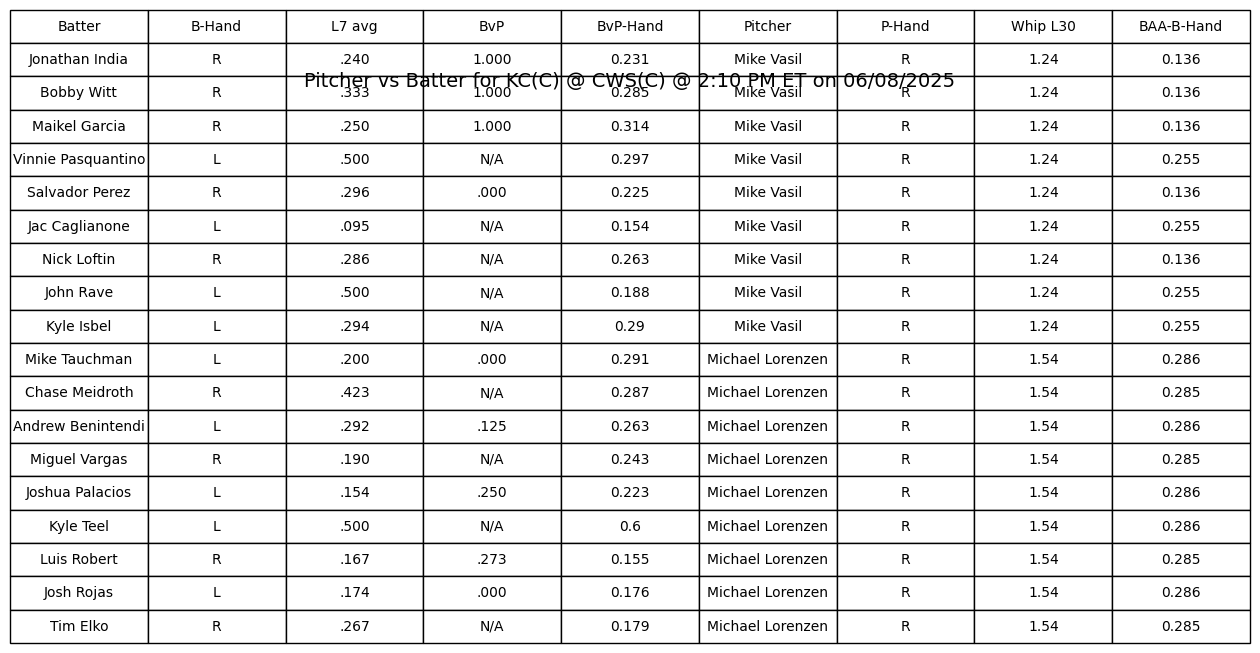 Batter B-Hand L7 avg BvP BvP-Hand Pitcher P-Hand Whip L30 BAA-B-Hand
Jonathan India R .240 1.000 0.231 Mike Vasil R 1.24 0.136
Pitcher vs Batter for KC(C) @ CWS(C) @ 2:10 PM ET on 06/08/2025
Bobby Witt R .333 1.000 0.285 Mike Vasil R 1.24 0.136
Maikel Garcia R .250 1.000 0.314 Mike Vasil R 1.24 0.136
Vinnie Pasquantino L .500 N/A 0.297 Mike Vasil R 1.24 0.255
Salvador Perez R .296 .000 0.225 Mike Vasil R 1.24 0.136
Jac Caglianone L .095 N/A 0.154 Mike Vasil R 1.24 0.255
Nick Loftin R .286 N/A 0.263 Mike Vasil R 1.24 0.136
John Rave L .500 N/A 0.188 Mike Vasil R 1.24 0.255
Kyle Isbel L .294 N/A 0.29 Mike Vasil R 1.24 0.255
Mike Tauchman L .200 .000 0.291 Michael Lorenzen R 1.54 0.286
Chase Meidroth R .423 N/A 0.287 Michael Lorenzen R 1.54 0.285
Andrew Benintendi L .292 .125 0.263 Michael Lorenzen R 1.54 0.286
Miguel Vargas R .190 N/A 0.243 Michael Lorenzen R 1.54 0.285
Joshua Palacios L .154 .250 0.223 Michael Lorenzen R 1.54 0.286
Kyle Teel L .500 N/A 0.6 Michael Lorenzen R 1.54 0.286
Luis Robert R .167 .273 0.155 Michael Lorenzen R 1.54 0.285
Josh Rojas L .174 .000 0.176 Michael Lorenzen R 1.54 0.286
Tim Elko R .267 N/A 0.179 Michael Lorenzen R 1.54 0.285